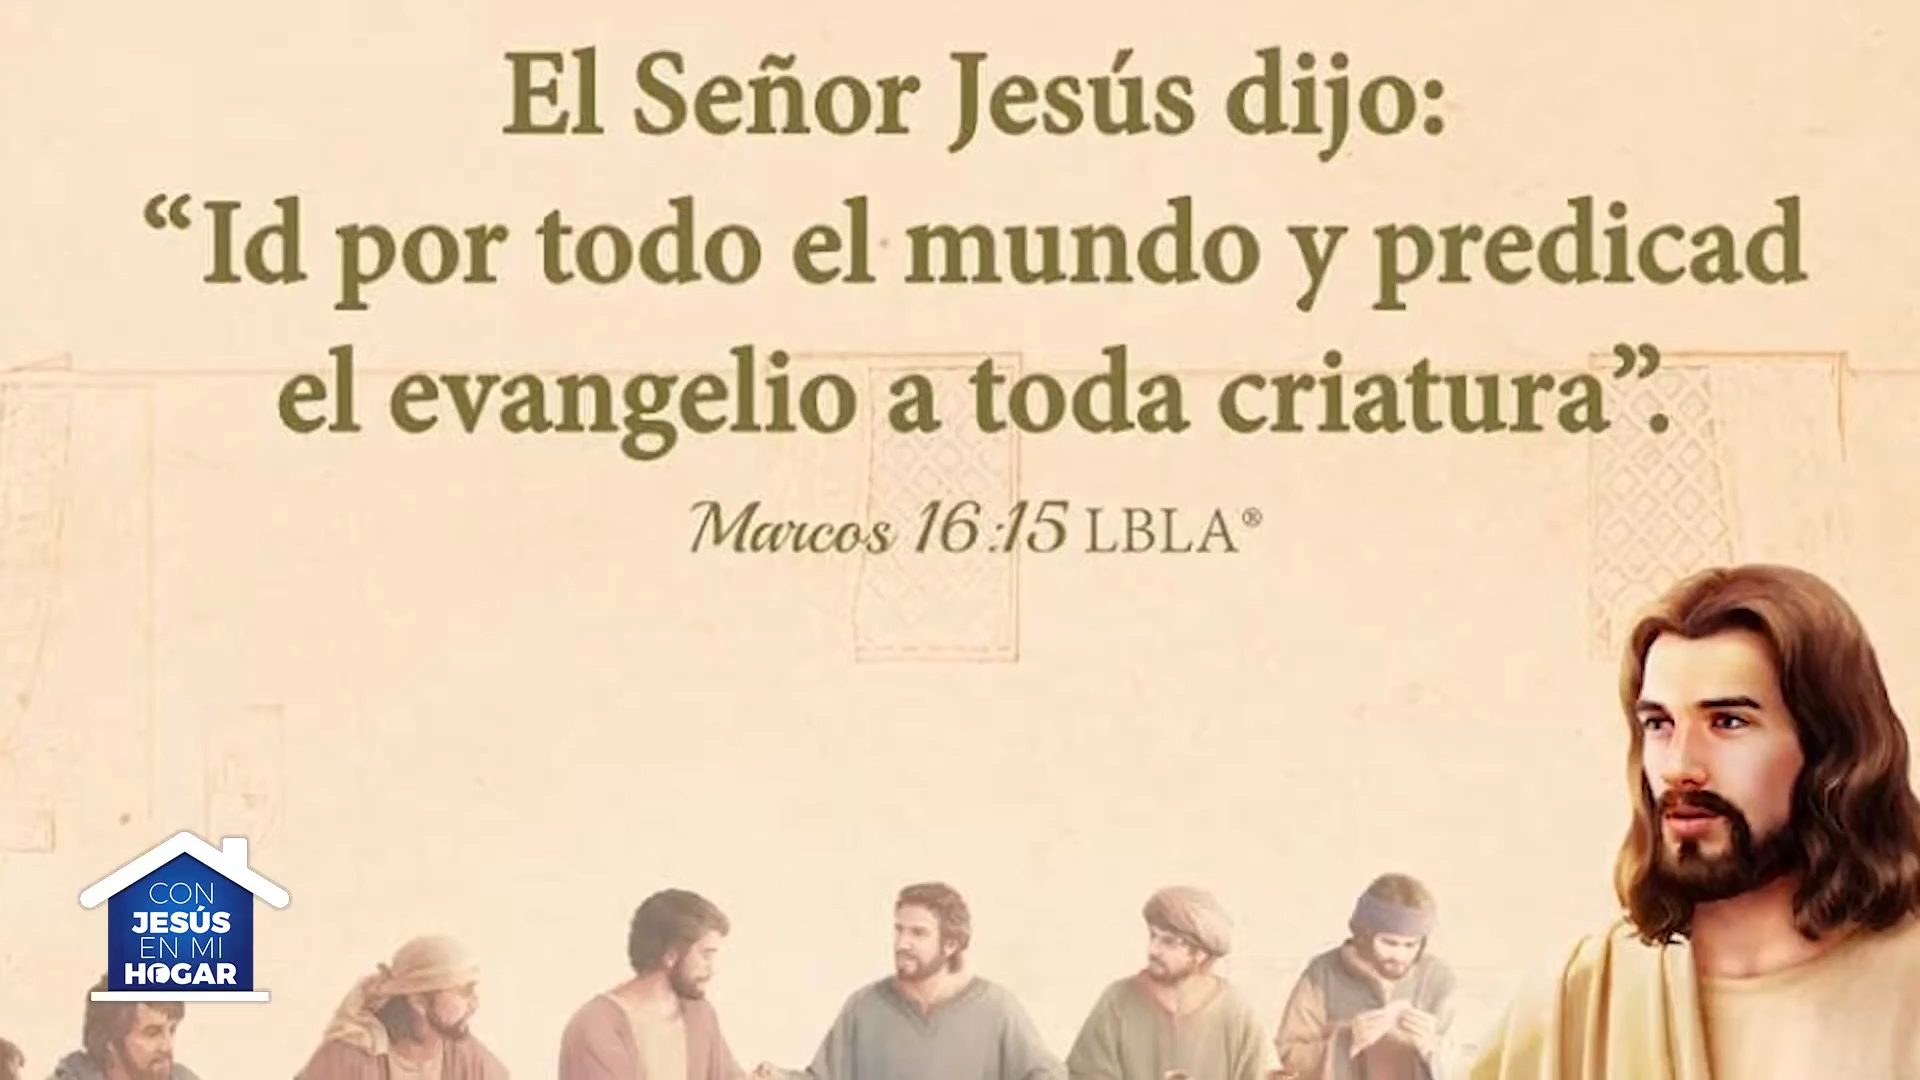 El Señor Jesús dijo:
“Id por todo el mundo y predicad
el evangelio a toda criatura”.
Marcos 16:15 LBLA®
CON
JESÚS
EN MI
HOGAR